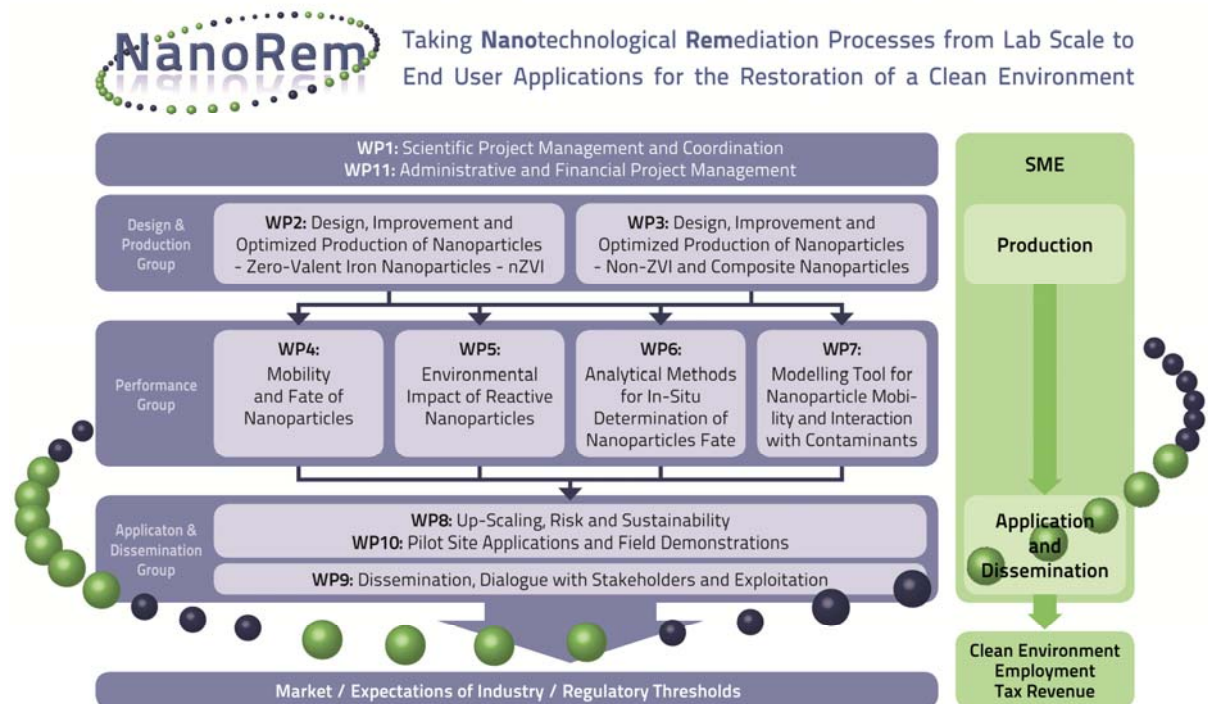 NanoRem
Taking Nanotechnological Remediation Processes from Lab Scale to
End User Applications for the Restoration of a Clean Environment
WP1: Scientific Project Management and Coordination
WP11: Administrative and Financial Project Management
Design &
Production
Group
WP2: Design, Improvement and
Optimized Production of Nanoparticles
- Zero-Valent Iron Nanoparticles - nZVI
WP3: Design, Improvement and
Optimized Production of Nanoparticles
- Non-ZVI and Composite Nanoparticles
Performance
Group
WP4:
Mobility
and Fate of
Nanoparticles
WP5:
Environmental
Impact of Reactive
Nanoparticles
WP6:
Analytical Methods
for In-Situ
Determination of
Nanoparticles Fate
WP7:
Modelling Tool for
Nanoparticle Mobi-
lity and Interaction
with Contaminants
Applicaton &
Dissemination
Group
WP8: Up-Scaling, Risk and Sustainability
WP10: Pilot Site Applications and Field Demonstrations
WP9: Dissemination, Dialogue with Stakeholders and Exploitation
Market / Expectations of Industry / Regulatory Thresholds
SME
Production
Application
and
Dissemination
Clean Environment
Employment
Tax Revenue